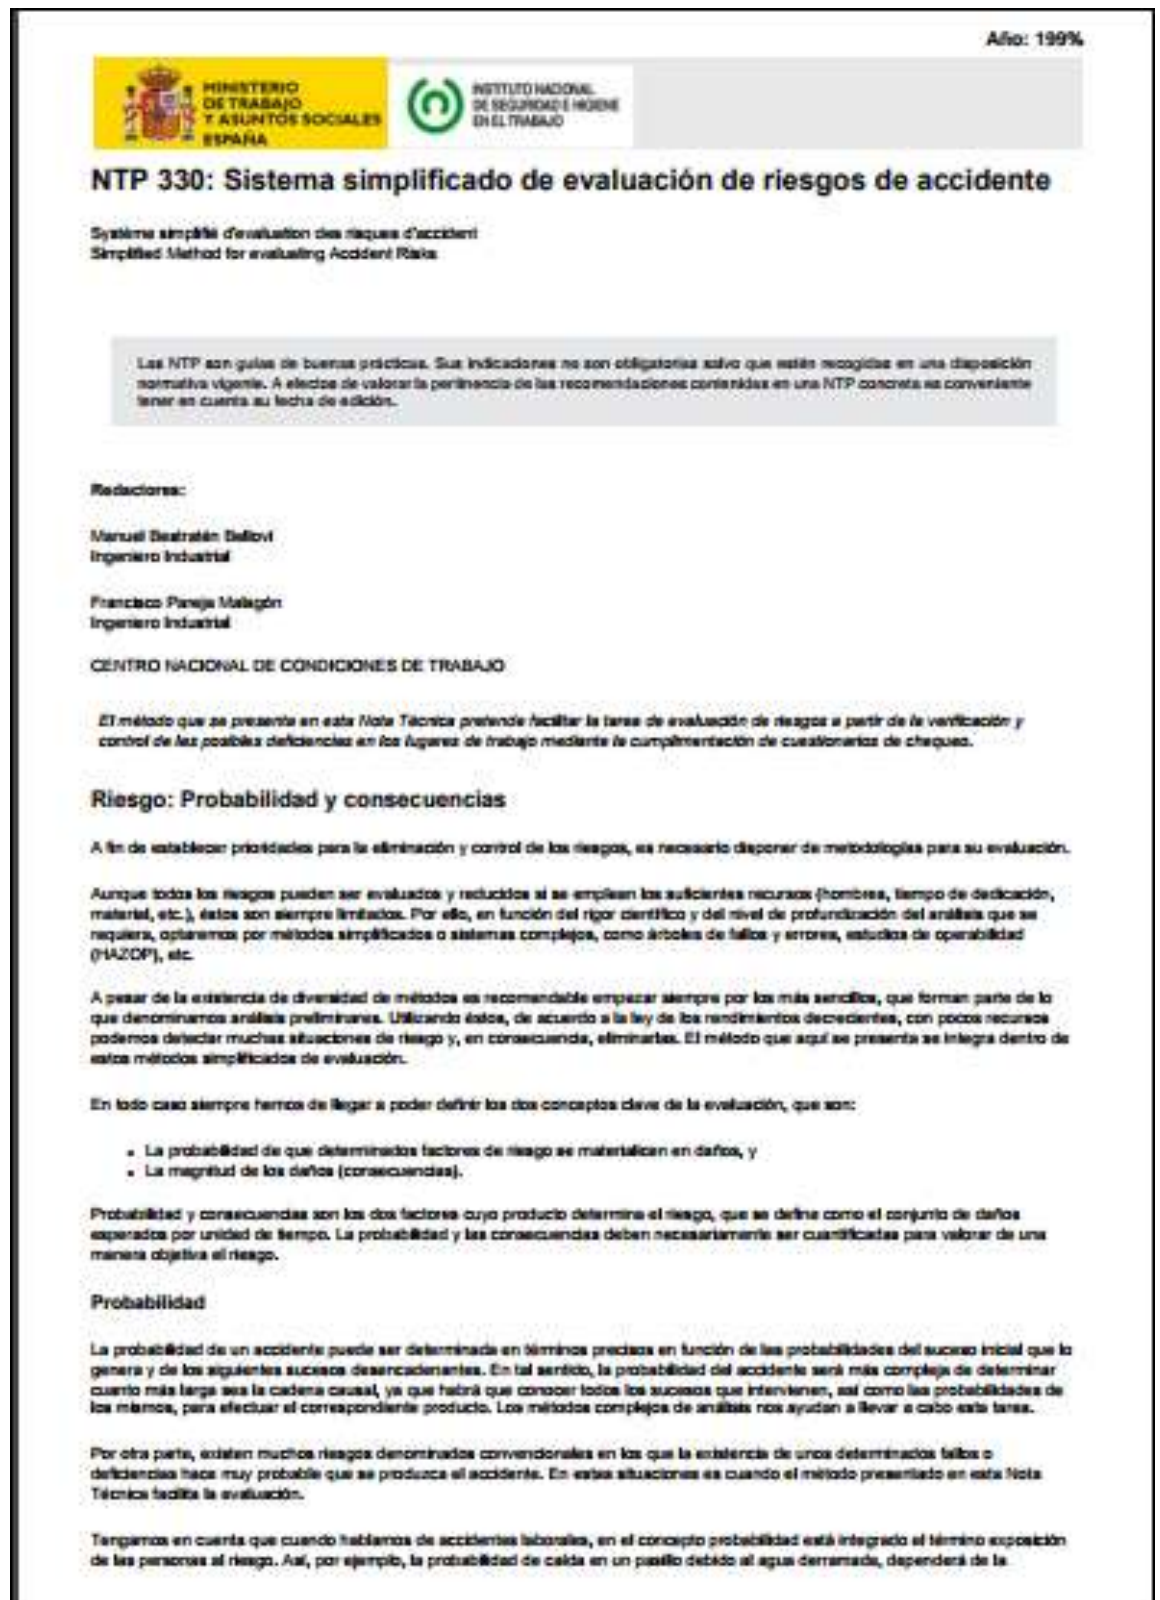 Año: 199%
MINISTERIO
DE TRABAJO
Y ASUNTOS SOCIALES
ESPAÑA
INSTITUTO NACIONAL
DE SEGURIDAD E HIGIENE
EN EL TRABAJO
NTP 330: Sistema simplificado de evaluación de riesgos de accidente
Système simplifié d'evaluation des risques d'accident
Simplified Method for evaluating Accident Risks
Las NTP son guías de buenas prácticas. Sus indicaciones no son obligatorias salvo que estén recogidas en una disposición
normativa vigente. A efectos de valorar la pertinencia de las recomendaciones contenidas en una NTP concreta es conveniente
tener en cuenta su fecha de edición.
Redactores:
Manuel Bestratén Bellovi
Ingeniero Industrial
Francisco Pareja Malagón
Ingeniero Industrial
CENTRO NACIONAL DE CONDICIONES DE TRABAJO
El método que se presenta en esta Nota Técnica pretende facilitar la tarea de evaluación de riesgos a partir de la verificación y
control de las posibles deficiencias en los lugares de trabajo mediante la cumplimentación de cuestionarios de chequeo.
Riesgo: Probabilidad y consecuencias
A fin de establecer prioridades para la eliminación y control de los riesgos, es necesario disponer de metodologías para su evaluación.
Aunque todos los riesgos pueden ser evaluados y reducidos si se emplean los suficientes recursos (hombres, tiempo de dedicación,
material, etc.), éstos son siempre limitados. Por ello, en función del rigor científico y del nivel de profundización del análisis que se
requiera, optaremos por métodos simplificados o sistemas complejos, como árboles de fallos y errores, estudios de operabilidad
(HAZOP), etc.
A pesar de la existencia de diversidad de métodos es recomendable empezar siempre por los más sencillos, que forman parte de lo
que denominamos análisis preliminares. Utilizando éstos, de acuerdo a la ley de los rendimientos decrecientes, con pocos recursos
podemos detectar muchas situaciones de riesgo y, en consecuencia, eliminarlas. El método que aquí se presenta se integra dentro de
estos métodos simplificados de evaluación.
En todo caso siempre hemos de llegar a poder definir los dos conceptos clave de la evaluación, que son:
• La probabilidad de que determinados factores de riesgo se materialicen en daños, y
• La magnitud de los daños (consecuencias).
Probabilidad y consecuencias son los dos factores cuyo producto determina el riesgo, que se define como el conjunto de daños
esperados por unidad de tiempo. La probabilidad y las consecuencias deben necesariamente ser cuantificadas para valorar de una
manera objetiva el riesgo.
Probabilidad
La probabilidad de un accidente puede ser determinada en términos precisos en función de las probabilidades del suceso inicial que lo
genera y de los siguientes sucesos desencadenantes. En tal sentido, la probabilidad del accidente será más compleja de determinar
cuanto más larga sea la cadena causal, ya que habrá que conocer todos los sucesos que intervienen, así como las probabilidades de
los mismos, para efectuar el correspondiente producto. Los métodos complejos de análisis nos ayudan a llevar a cabo esta tarea.
Por otra parte, existen muchos riesgos denominados convencionales en los que la existencia de unos determinados fallos o
deficiencias hace muy probable que se produzca el accidente. En estas situaciones es cuando el método presentado en esta Nota
Técnica facilita la evaluación.
Tengamos en cuenta que cuando hablamos de accidentes laborales, en el concepto probabilidad está integrado el término exposición
de las personas al riesgo. Así, por ejemplo, la probabilidad de caída en un pasillo debido al agua derramada, dependerá de la